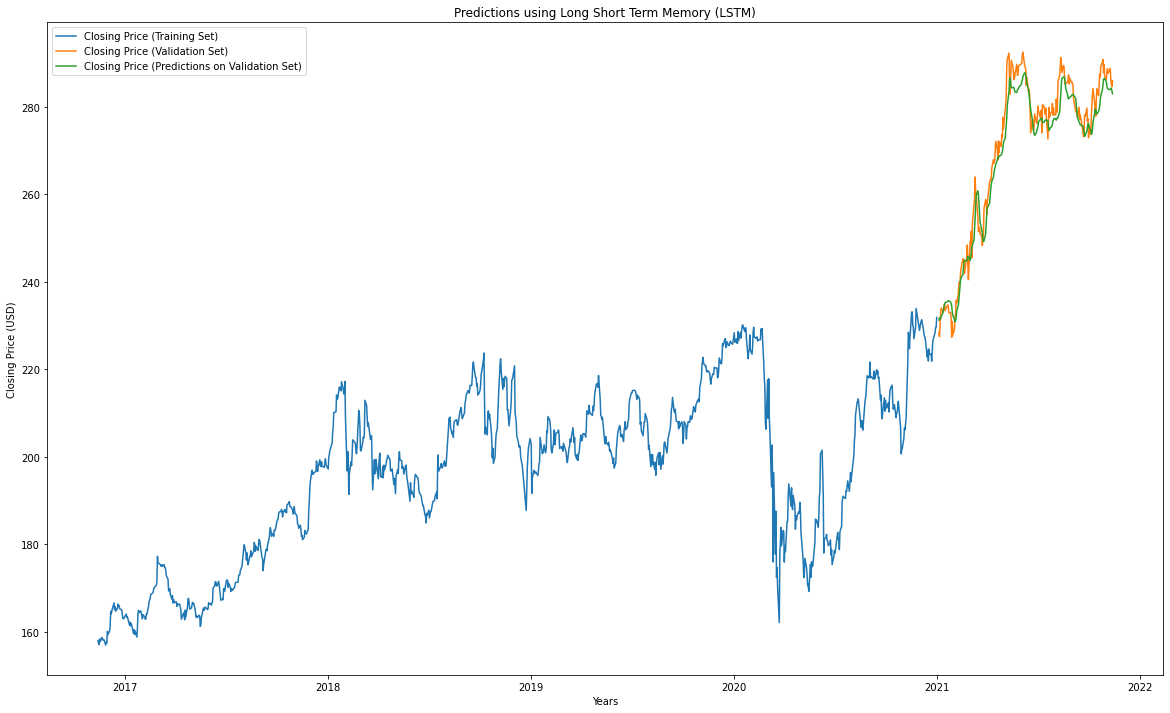 Predictions using Long Short Term Memory (LSTM)
Closing Price (Training Set)
Closing Price (Validation Set)
Closing Price (Predictions on Validation Set)
Closing Price (USD)
280
260
240
220
200
180
160
2017
2018
2019
2020
2021
2022
Years